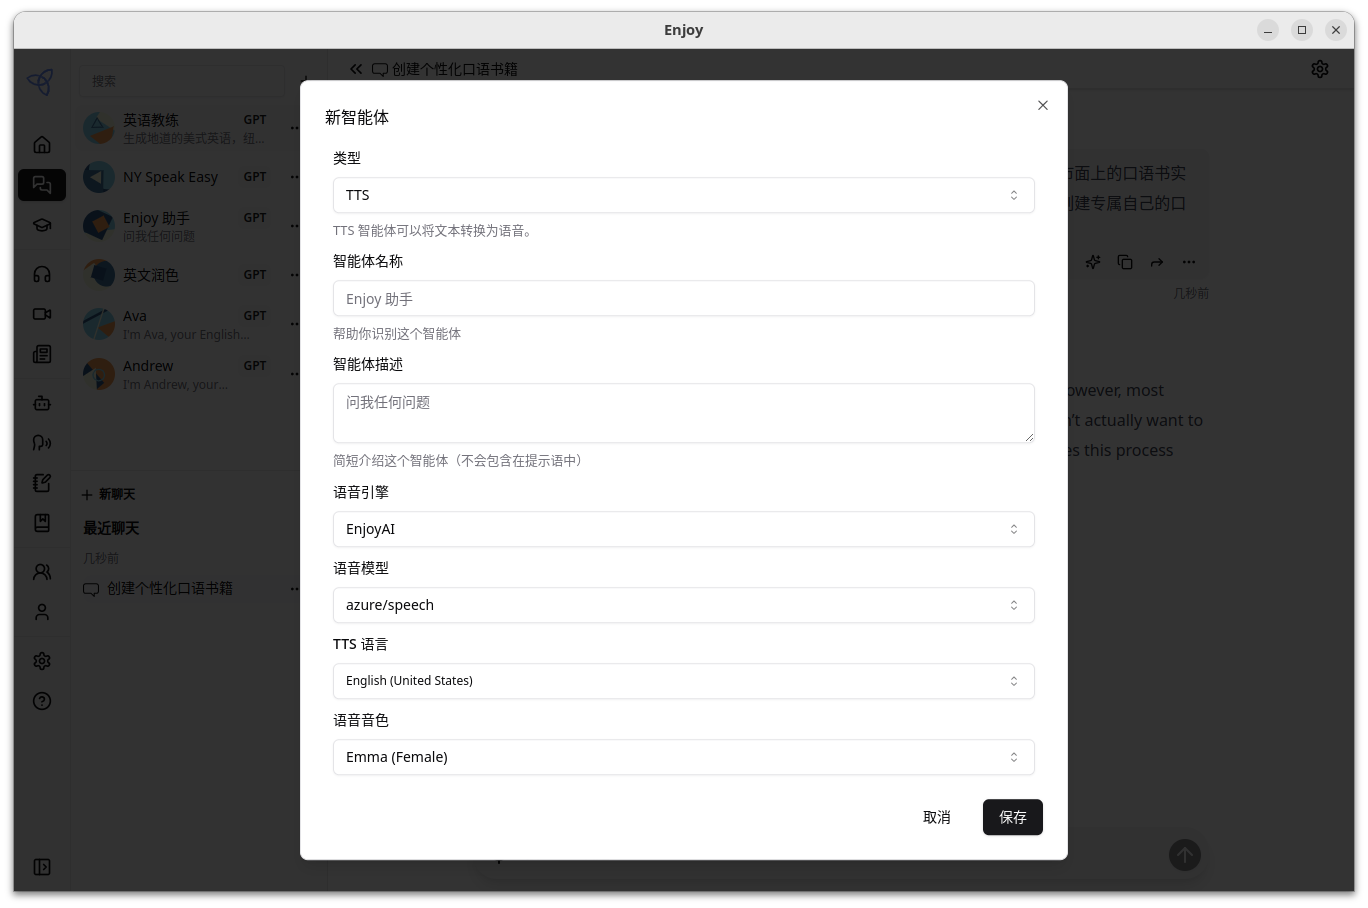 Enjoy
搜索
创建个性化口语书籍
英语教练 GPT
生成地道的美式英语，纽...
NY Speak Easy GPT
Enjoy 助手 GPT
问我任何问题
英文润色 GPT
Ava GPT
I'm Ava, your English...
Andrew GPT
I'm Andrew, your...
新聊天
最近聊天
几秒前
创建个性化口语书籍
新智能体
类型
TTS
TTS 智能体可以将文本转换为语音。
智能体名称
Enjoy 助手
帮助你识别这个智能体
智能体描述
问我任何问题
简短介绍这个智能体（不会包含在提示语中）
语音引擎
EnjoyAI
语音模型
azure/speech
TTS 语言
English (United States)
语音音色
Emma (Female)
取消
保存
面上的口语书实
建专属自己的口
几秒前
owever, most
't actually want to
es this process